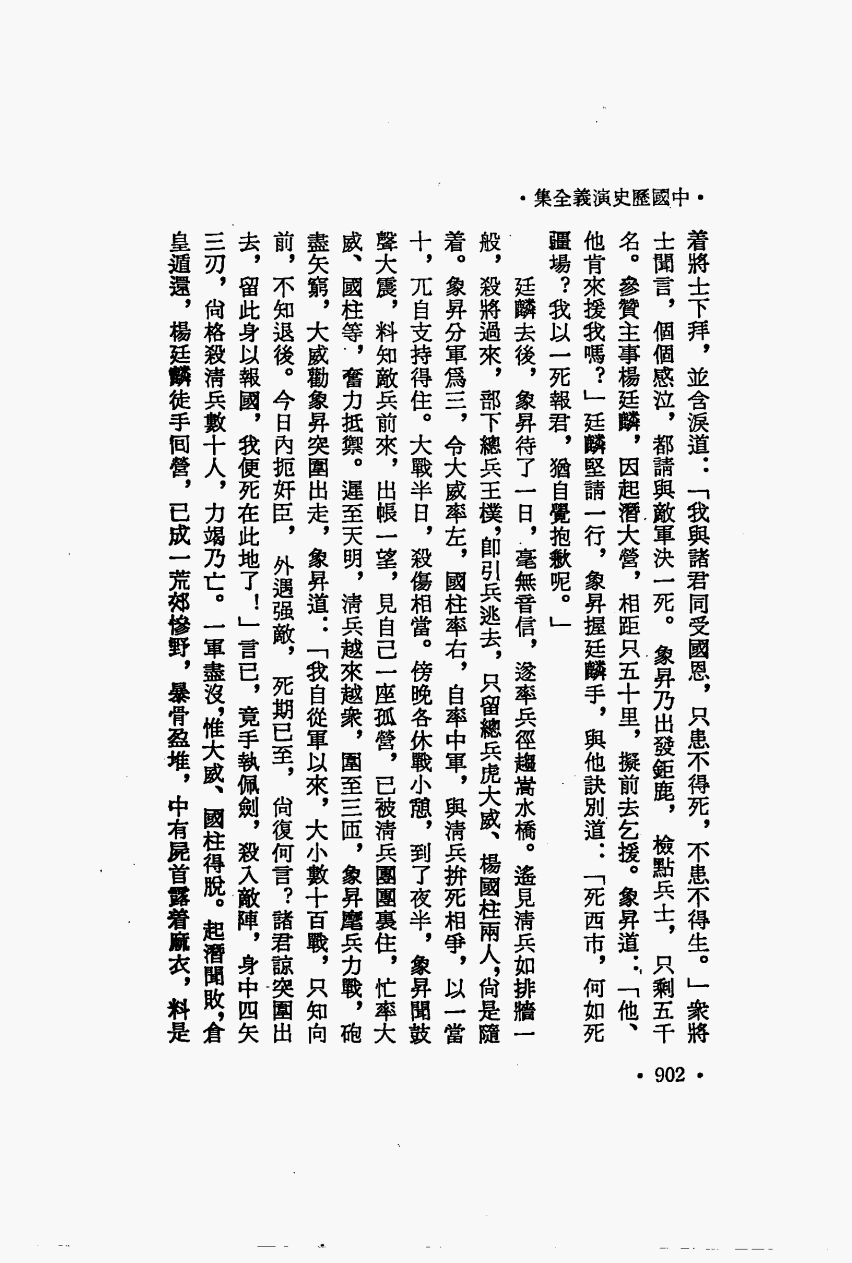 •中國歷史演義全集•
着將士下拜，並含淚道：「我與諸君同受國恩，只患不得死，不患不得生。」衆將
士聞言，個個感泣，都請與敵軍決一死。象昇乃出發鉅鹿，檢點兵士，只剩五千
名。參贊主事楊廷麟，因起潛大營，相距只五十里，擬前去乞援。象昇道：「他、
他肯來援我嗎？」廷麟堅請一行，象昇握廷麟手，與他訣別道：「死西市，何如死
疆場？我以一死報君，猶自覺抱歉呢。」
廷麟去後，象昇待了一日，毫無音信，遂率兵徑趨嵩水橋。遙見清兵如排牆一
般，殺將過來，部下總兵王樸，卽引兵逃去，只留總兵虎大威、楊國柱兩人，尙是隨
着。象昇分軍爲三，令大威率左，國柱率右，自率中軍，與清兵拚死相爭，以一當
十，兀自支持得住。大戰半日，殺傷相當。傍晚各休戰小憩，到了夜半，象昇聞鼓
聲大震，料知敵兵前來，出帳一望，見自己一座孤營，已被清兵團團裹住，忙率大
威、國柱等，奮力抵禦。遲至天明，清兵越來越衆，圍至三匝，象昇麾兵力戰，砲
盡矢窮，大威勸象昇突圍出走，象昇道：「我自從軍以來，大小數十百戰，只知向
前，不知退後。今日內扼奸臣，外遇强敵，死期已至，尙復何言？諸君諒突圍出
去，留此身以報國，我便死在此地了！」言已，竟手執佩劍，殺入敵陣，身中四矢
三刃，尙格殺清兵數十人，力竭乃亡。一軍盡沒，惟大威、國柱得脫。起潛聞敗，倉
皇遁還，楊廷麟徒手回營，已成一荒郊慘野，暴骨盈堆，中有屍首露着麻衣，料是
•902•